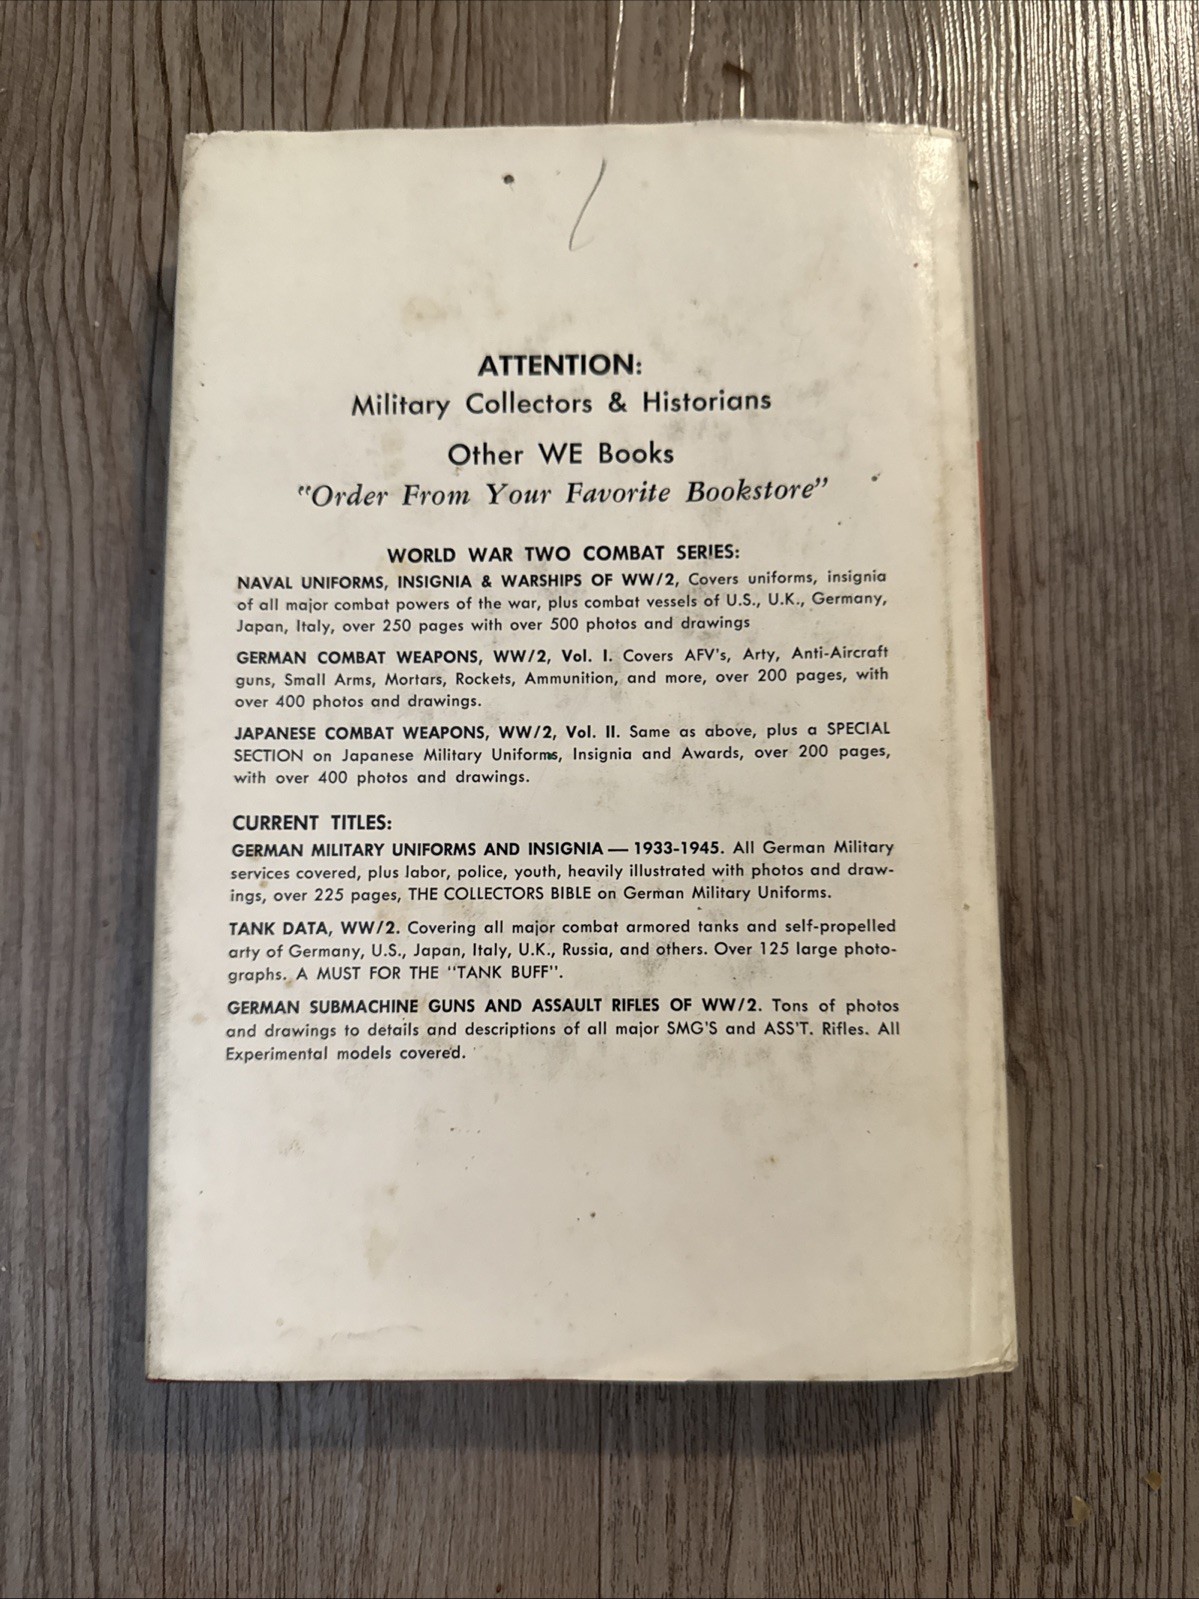 ATTENTION:
Military Collectors & Historians
Other WE Books
"Order From Your Favorite Bookstore"
WORLD WAR TWO COMBAT SERIES:
NAVAL UNIFORMS, INSIGNIA & WARSHIPS OF WW/2, Covers uniforms, insignia
of all major combat powers of the war, plus combat vessels of U.S., U.K., Germany,
Japan, Italy, over 250 pages with over 500 photos and drawings
GERMAN COMBAT WEAPONS, WW/2, Vol. I. Covers AFV's, Arty, Anti-Aircraft
guns, Small Arms, Mortars, Rockets, Ammunition, and more, over 200 pages, with
over 400 photos and drawings.
JAPANESE COMBAT WEAPONS, WW/2, Vol. II. Same as above, plus a SPECIAL
SECTION on Japanese Military Uniforms, Insignia and Awards, over 200 pages,
with over 400 photos and drawings.
CURRENT TITLES:
GERMAN MILITARY UNIFORMS AND INSIGNIA — 1933-1945. All German Military
services covered, plus labor, police, youth, heavily illustrated with photos and draw-
ings, over 225 pages, THE COLLECTORS BIBLE on German Military Uniforms.
TANK DATA, WW/2. Covering all major combat armored tanks and self-propelled
arty of Germany, U.S., Japan, Italy, U.K., Russia, and others. Over 125 large photo-
graphs. A MUST FOR THE "TANK BUFF".
GERMAN SUBMACHINE GUNS AND ASSAULT RIFLES OF WW/2. Tons of photos
and drawings to details and descriptions of all major SMG'S and ASS'T. Rifles. All
Experimental models covered.